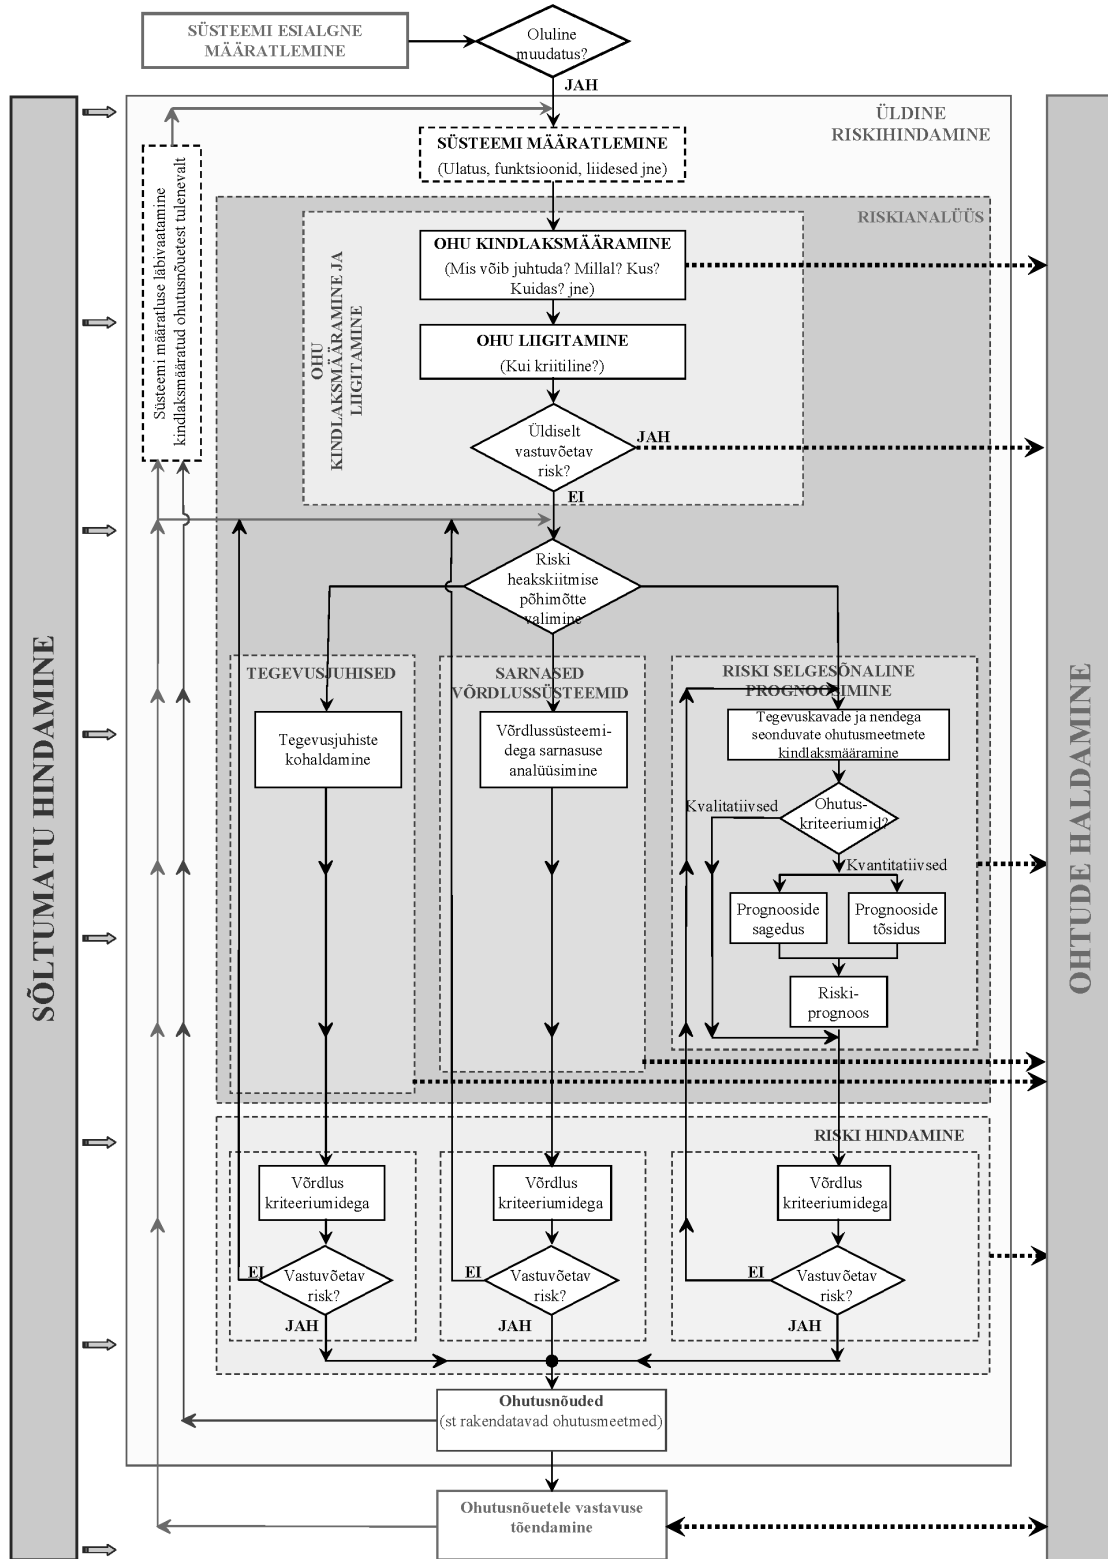 SÜSTEEMI ESIALGNE
MÄÄRATLEMINE
Oluline
muudatus?
JAH
ÜLDINE
RISKIHINDAMINE
SÜSTEEMI MÄÄRATLEMINE
(Ulatus, funktsioonid, liidesed jne)
Süsteemi määratluse läbivaatamine
kindlaksmääratud ohutusnõuetest tulenevalt
RISKIANALÜÜS
OHU
KINDLAKSMÄÄRAMINE JA
LIIGITAMINE
OHU KINDLAKSMÄÄRAMINE
(Mis võib juhtuda? Millal? Kus?
Kuidas? jne)
OHU LIIGITAMINE
(Kui kriitiline?)
Üldiselt
vastuvõetav
risk?
JAH
EI
Riski
heakskiitmise
põhimõtte
valimine
SÕLTUMATU HINDAMINE
OHTUDE HALDAMINE
TEGEVUSJUHISED
SARNASED
VÕRDLUSSÜSTEEMID
RISKI SELGESÕNALINE
PROGNOOSIMINE
Tegevusjuhiste
kohaldamine
Võrdlussüsteemi-
dega sarnasuse
analüüsimine
Tegevuskavade ja nendega
seonduvate ohutusmeetmete
kindlaksmääramine
Kvalitatiivsed
Ohutus-
kriteeriumid?
Kvantitatiivsed
Prognooside
sagedus
Prognooside
tõsidus
Riski-
prognoos
RISKI HINDAMINE
Võrdlus
kriteeriumidega
Võrdlus
kriteeriumidega
Võrdlus
kriteeriumidega
EI
Vastuvõetav
risk?
EI
Vastuvõetav
risk?
EI
Vastuvõetav
risk?
JAH
JAH
JAH
Ohutusnõuded
(st rakendatavad ohutusmeetmed)
Ohutusnõuetele vastavuse
tõendamine